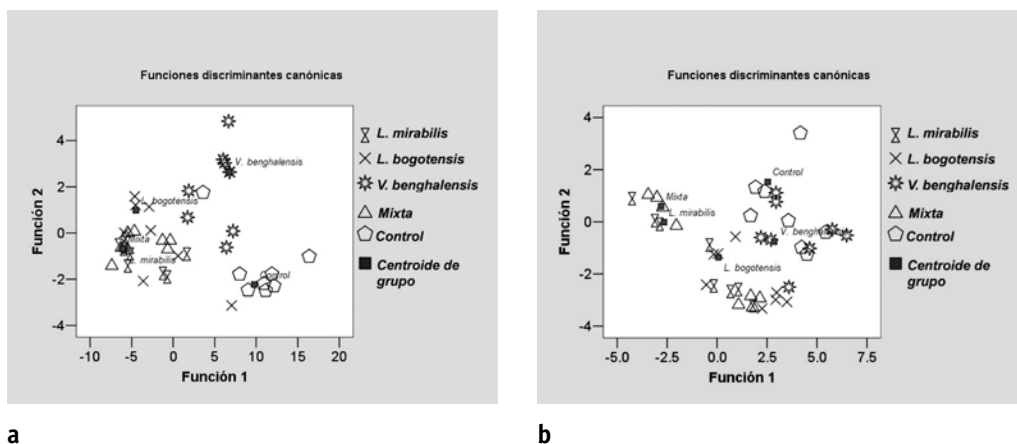 Funciones discriminantes canónicas
Función 2
4
2
0
-2
-4
-10
-5
0
5
10
15
20
Función 1
V. benghalensis
L. bogotensis
Mixta
L. mirabilis
Control
L. mirabilis
L. bogotensis
V. benghalensis
Mixta
Control
Centroide de
grupo
a
Funciones discriminantes canónicas
Función 2
4
2
0
-2
-4
-5.0
-2.5
0.0
2.5
5.0
7.5
Función 1
Control
Mixta
L. mirabilis
V. benghalensis
L. bogotensis
L. mirabilis
L. bogotensis
V. benghalensis
Mixta
Control
Centroide de
grupo
b